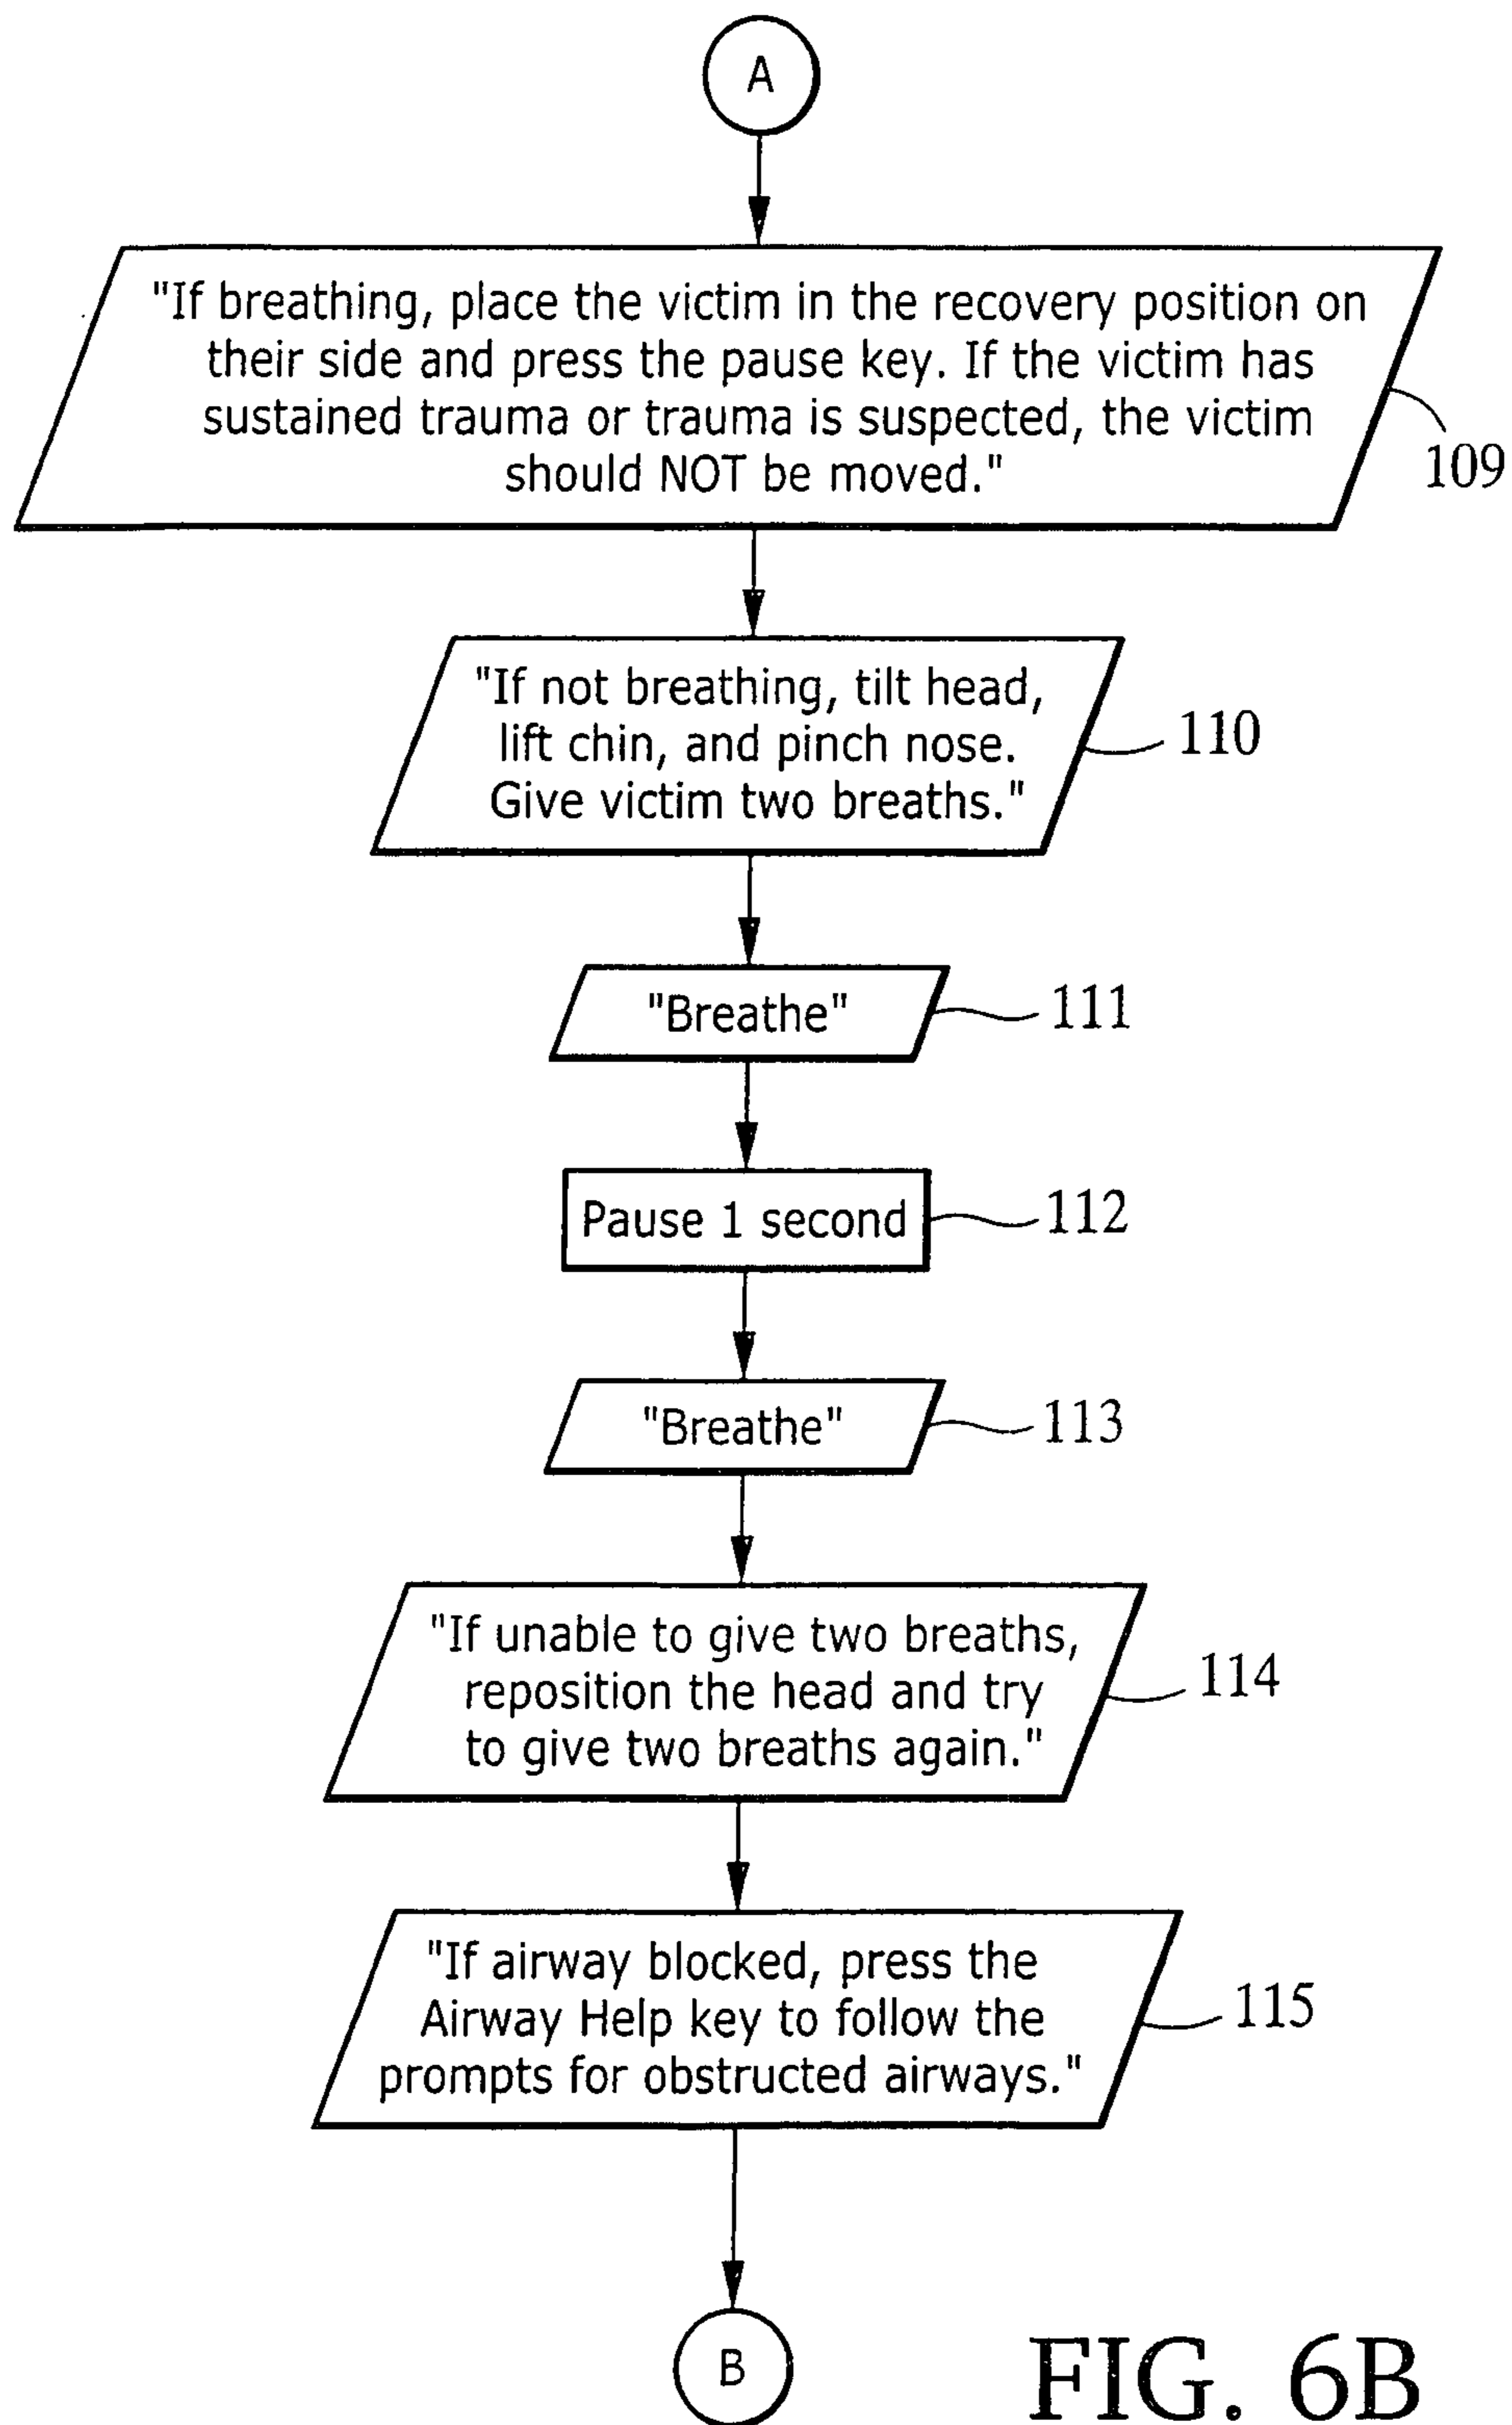 A
"If breathing, place the victim in the recovery position on
their side and press the pause key. If the victim has
sustained trauma or trauma is suspected, the victim
should NOT be moved."
109
"If not breathing, tilt head,
lift chin, and pinch nose.
Give victim two breaths."
110
"Breathe"
111
Pause 1 second
112
"Breathe"
113
"If unable to give two breaths,
reposition the head and try
to give two breaths again."
114
"If airway blocked, press the
Airway Help key to follow the
prompts for obstructed airways."
115
B
FIG. 6B